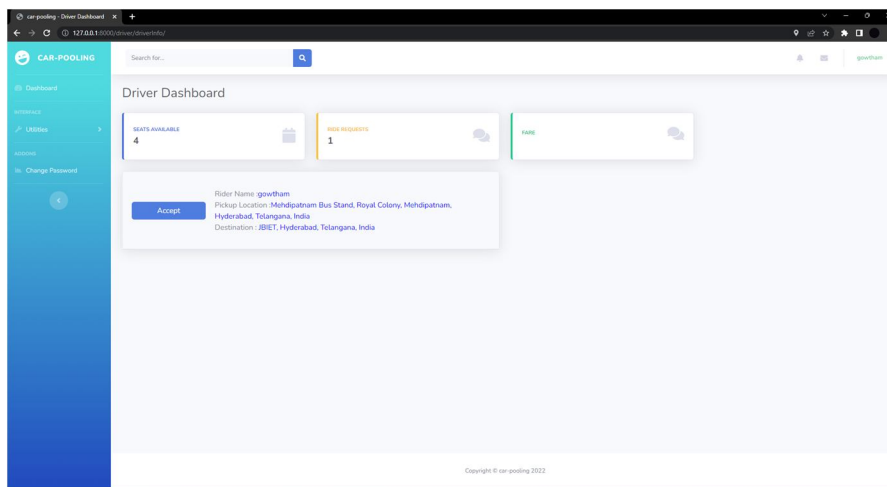 car-pooling - Driver Dashboard
127.0.0.1:8000/driver/driverInfo/
CAR-POOLING
Search for...
gowtham
Dashboard
INTERFACE
Utilities
ADDONS
Change Password
Driver Dashboard
SEATS AVAILABLE
4
RIDE REQUESTS
1
FARE
Accept
Rider Name :gowtham
Pickup Location :Mehdipatnam Bus Stand, Royal Colony, Mehdipatnam,
Hyderabad, Telangana, India
Destination : JBIET, Hyderabad, Telangana, India
Copyright © car-pooling 2022